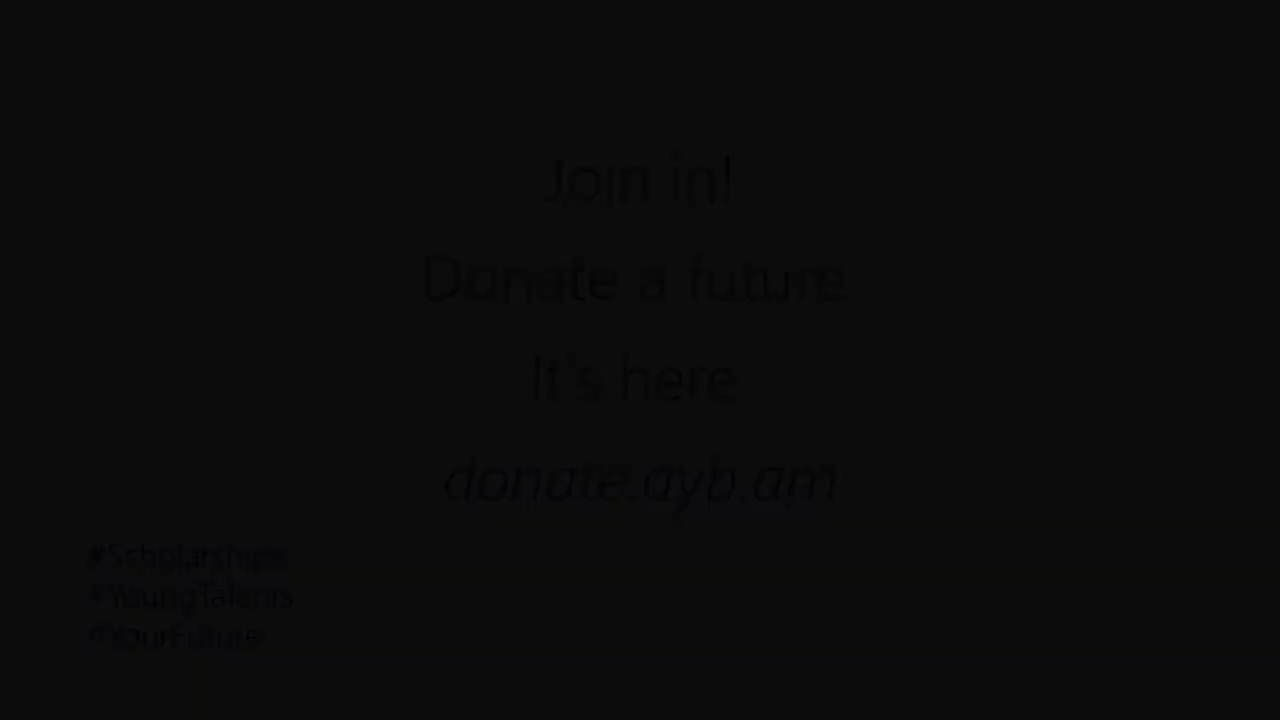 Join in!
Donate a future
It's here
donate.ayb.am
#Scholarships
#YoungTalents
#YourFuture